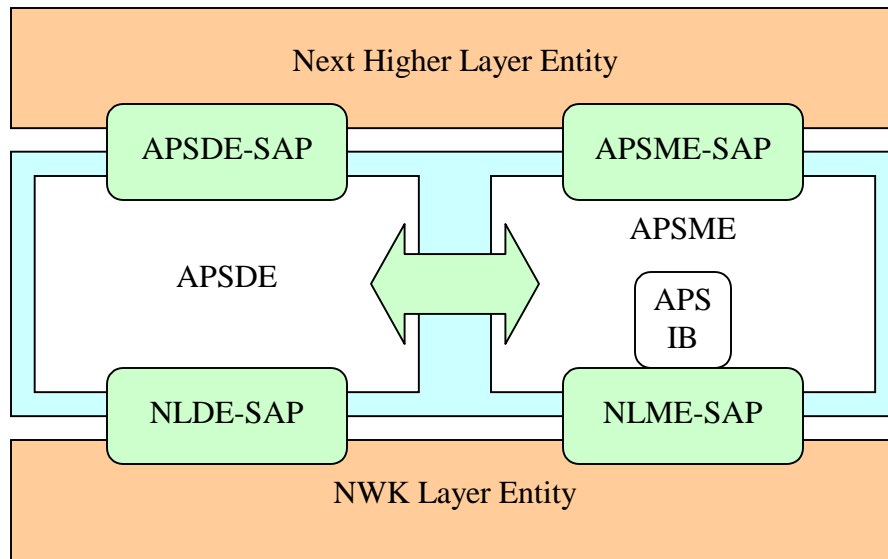 Next Higher Layer Entity
APSDE-SAP
APSME-SAP
APSME
APSDE
APS
IB
NLDE-SAP
NLME-SAP
NWK Layer Entity